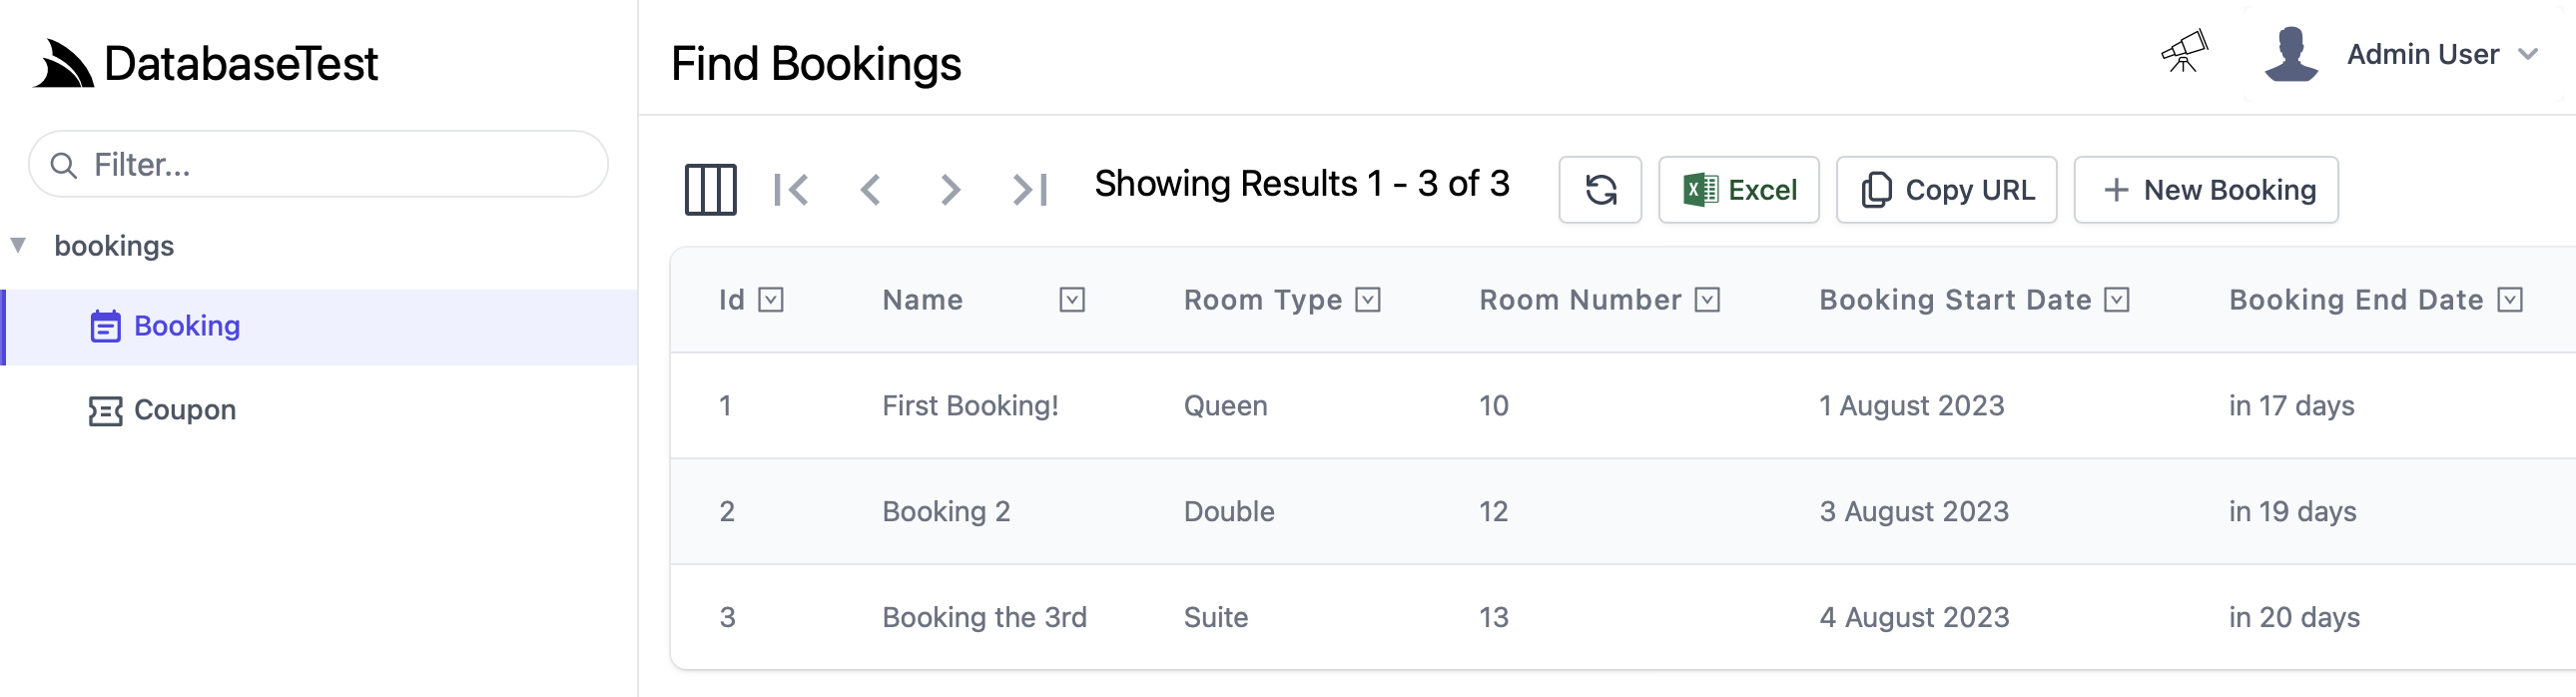 DatabaseTest
Find Bookings
Admin User
Filter...
Showing Results 1 - 3 of 3
Excel
Copy URL
New Booking
bookings
Booking
Coupon
Id Name Room Type Room Number Booking Start Date Booking End Date
1 First Booking! Queen 10 1 August 2023 in 17 days
2 Booking 2 Double 12 3 August 2023 in 19 days
3 Booking the 3rd Suite 13 4 August 2023 in 20 days